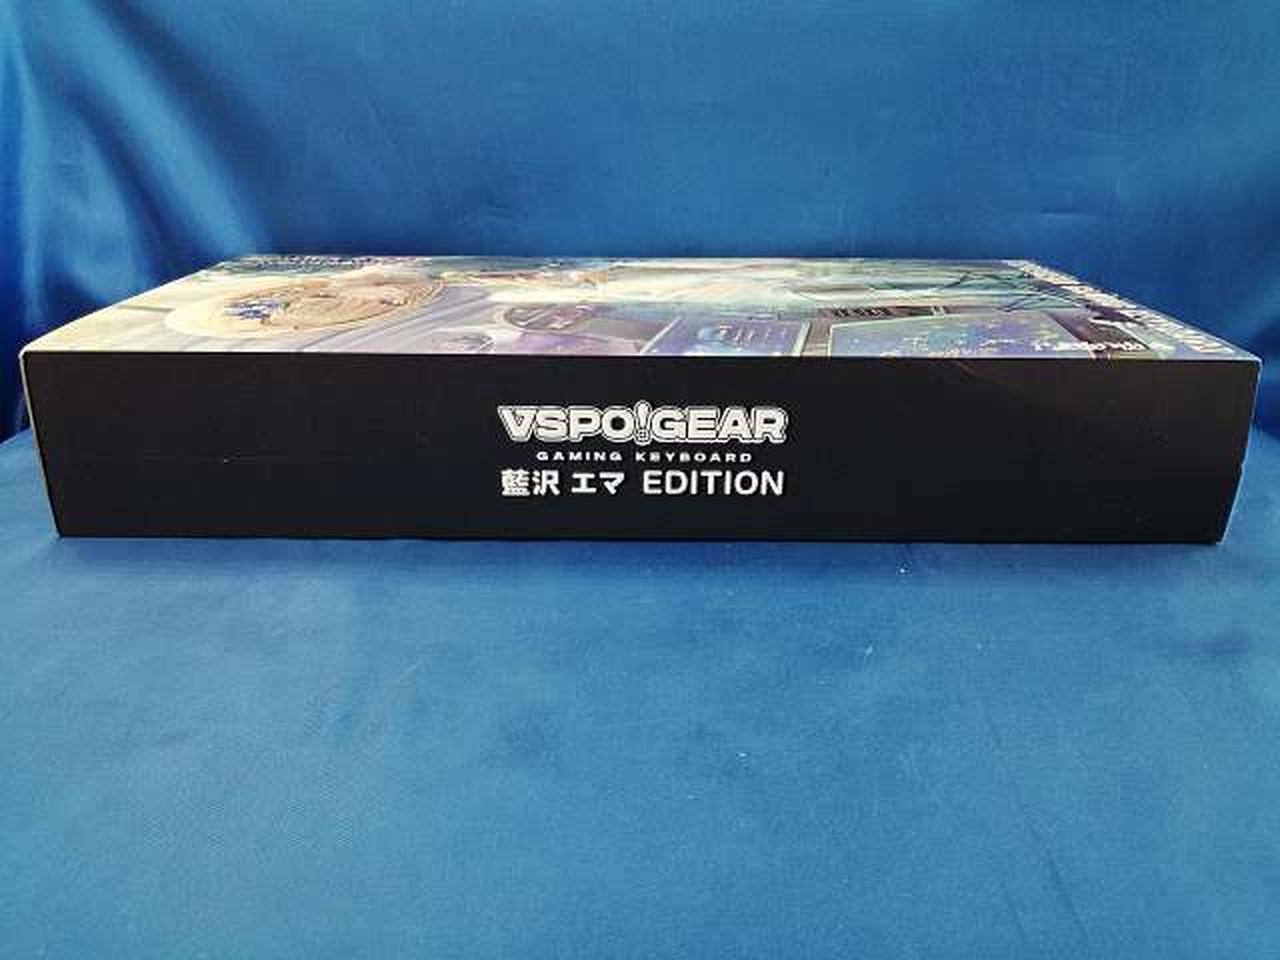 VSPO!GEAR
GAMING KEYBOARD
藍沢 エマ EDITION